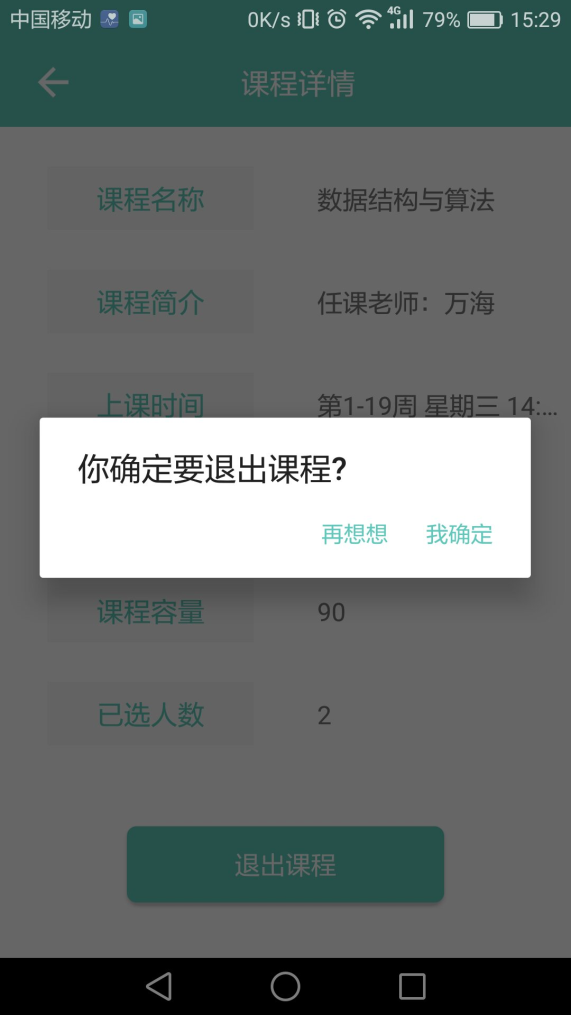 中国移动 0K/s 4G 79% 15:29
课程详情
课程名称 数据结构与算法
课程简介 任课老师：万海
上课时间 第1-19周 星期三 14:...
你确定要退出课程?
再想想 我确定
课程容量 90
已选人数 2
退出课程